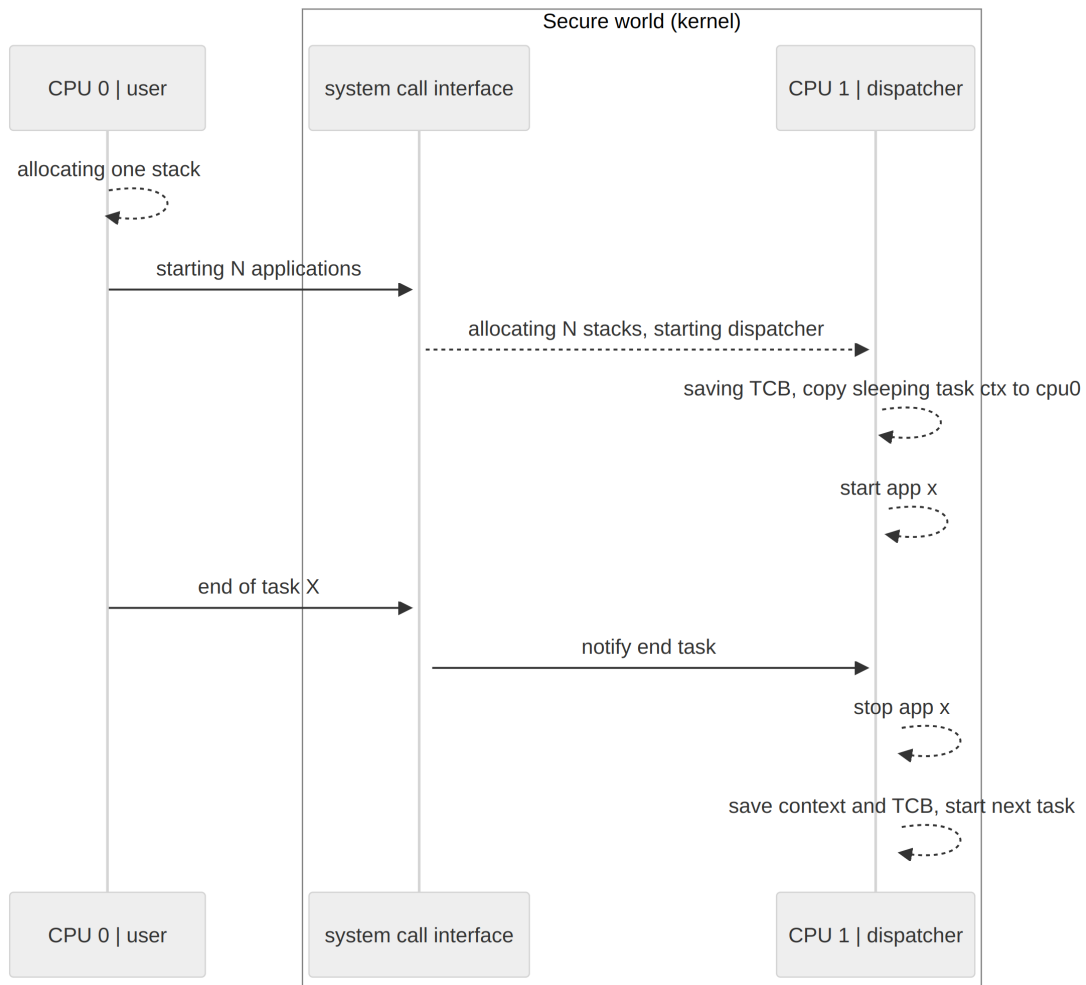 Secure world (kernel)
CPU 0 | user
system call interface
CPU 1 | dispatcher
allocating one stack
starting N applications
allocating N stacks, starting dispatcher
saving TCB, copy sleeping task ctx to cpu0
start app x
end of task X
notify end task
stop app x
save context and TCB, start next task
CPU 0 | user
system call interface
CPU 1 | dispatcher